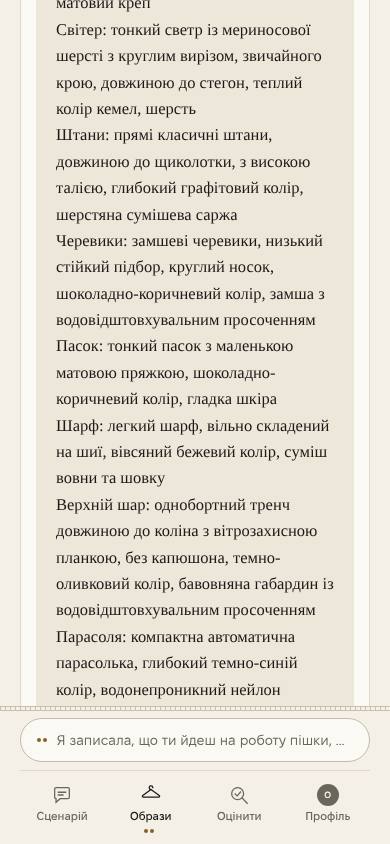 матовий креп
Світер: тонкий светр із мериносової
шерсті з круглим вирізом, звичайного
крою, довжиною до стегон, теплий
колір кемел, шерсть
Штани: прямі класичні штани,
довжиною до щиколотки, з високою
талією, глибокий графітовий колір,
шерстяна сумішева саржа
Черевики: замшеві черевики, низький
стійкий підбор, круглий носок,
шоколадно-коричневий колір, замша з
водовідштовхувальним просоченням
Пасок: тонкий пасок з маленькою
матовою пряжкою, шоколадно-
коричневий колір, гладка шкіра
Шарф: легкий шарф, вільно складений
на шиї, вівсяний бежевий колір, суміш
вовни та шовку
Верхній шар: однобортний тренч
довжиною до коліна з вітрозахисною
планкою, без капюшона, темно-
оливковий колір, бавовняна габардин із
водовідштовхувальним просоченням
Парасоля: компактна автоматична
парасолька, глибокий темно-синій
колір, водонепроникний нейлон
Я записала, що ти йдеш на роботу пішки, ...
Сценарій
Образи
Оцінити
О
Профіль